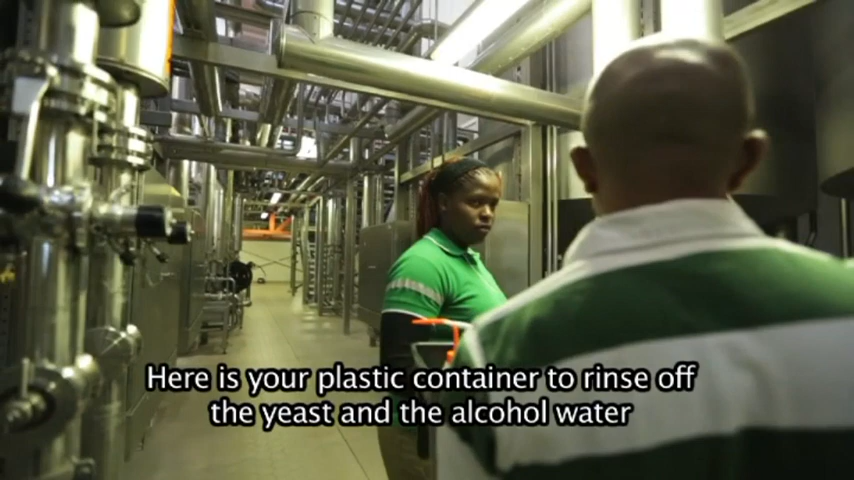 Here is your plastic container to rinse off
the yeast and the alcohol water